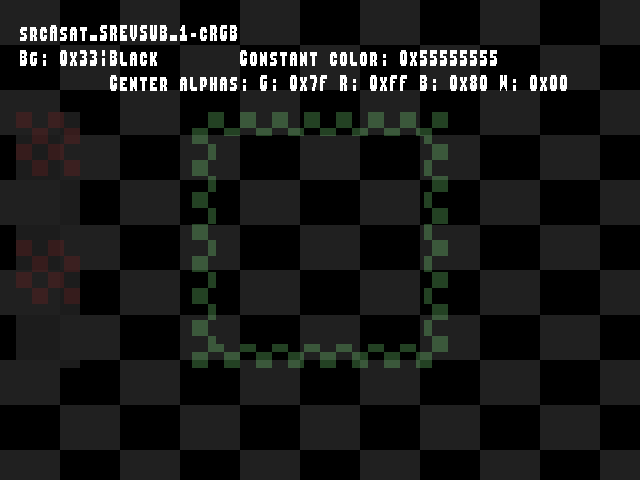 srcAsat_SREVSUB_1-cRGB
Bg: 0x33¦Black Constant color: 0x55555555
Center alphas: G: 0x7f R: 0xff B: 0x80 W: 0x00